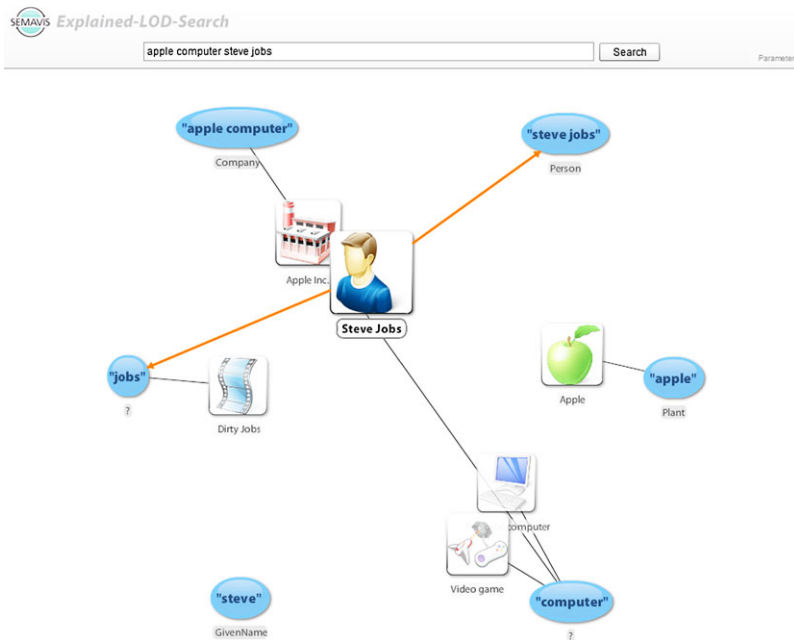 SEMAVIS Explained-LOD-Search
apple computer steve jobs
Search
Parameter
"apple computer"
Company
"steve jobs"
Person
Apple Inc.
Steve Jobs
"jobs"
?
Dirty Jobs
Apple
"apple"
Plant
computer
Video game
"steve"
GivenName
"computer"
?